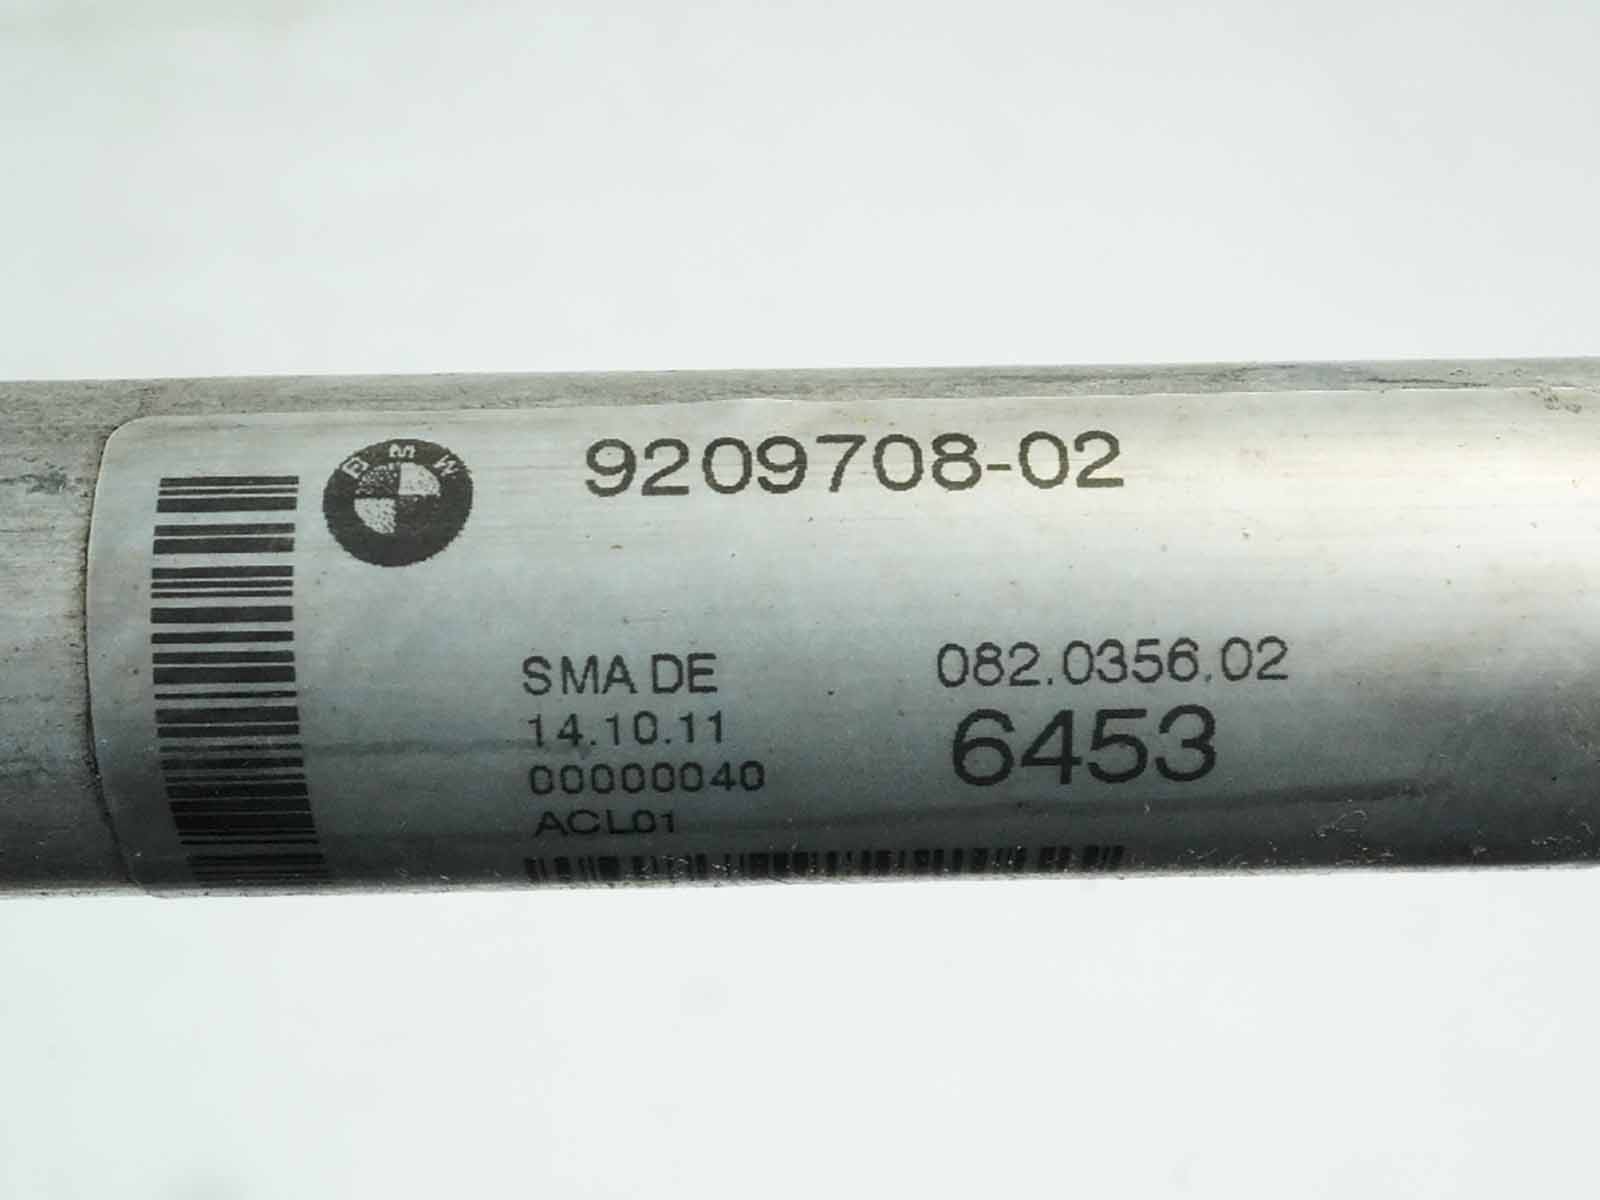 BMW
9209708-02
SMA DE
082.0356.02
14.10.11
6453
00000040
ACL01